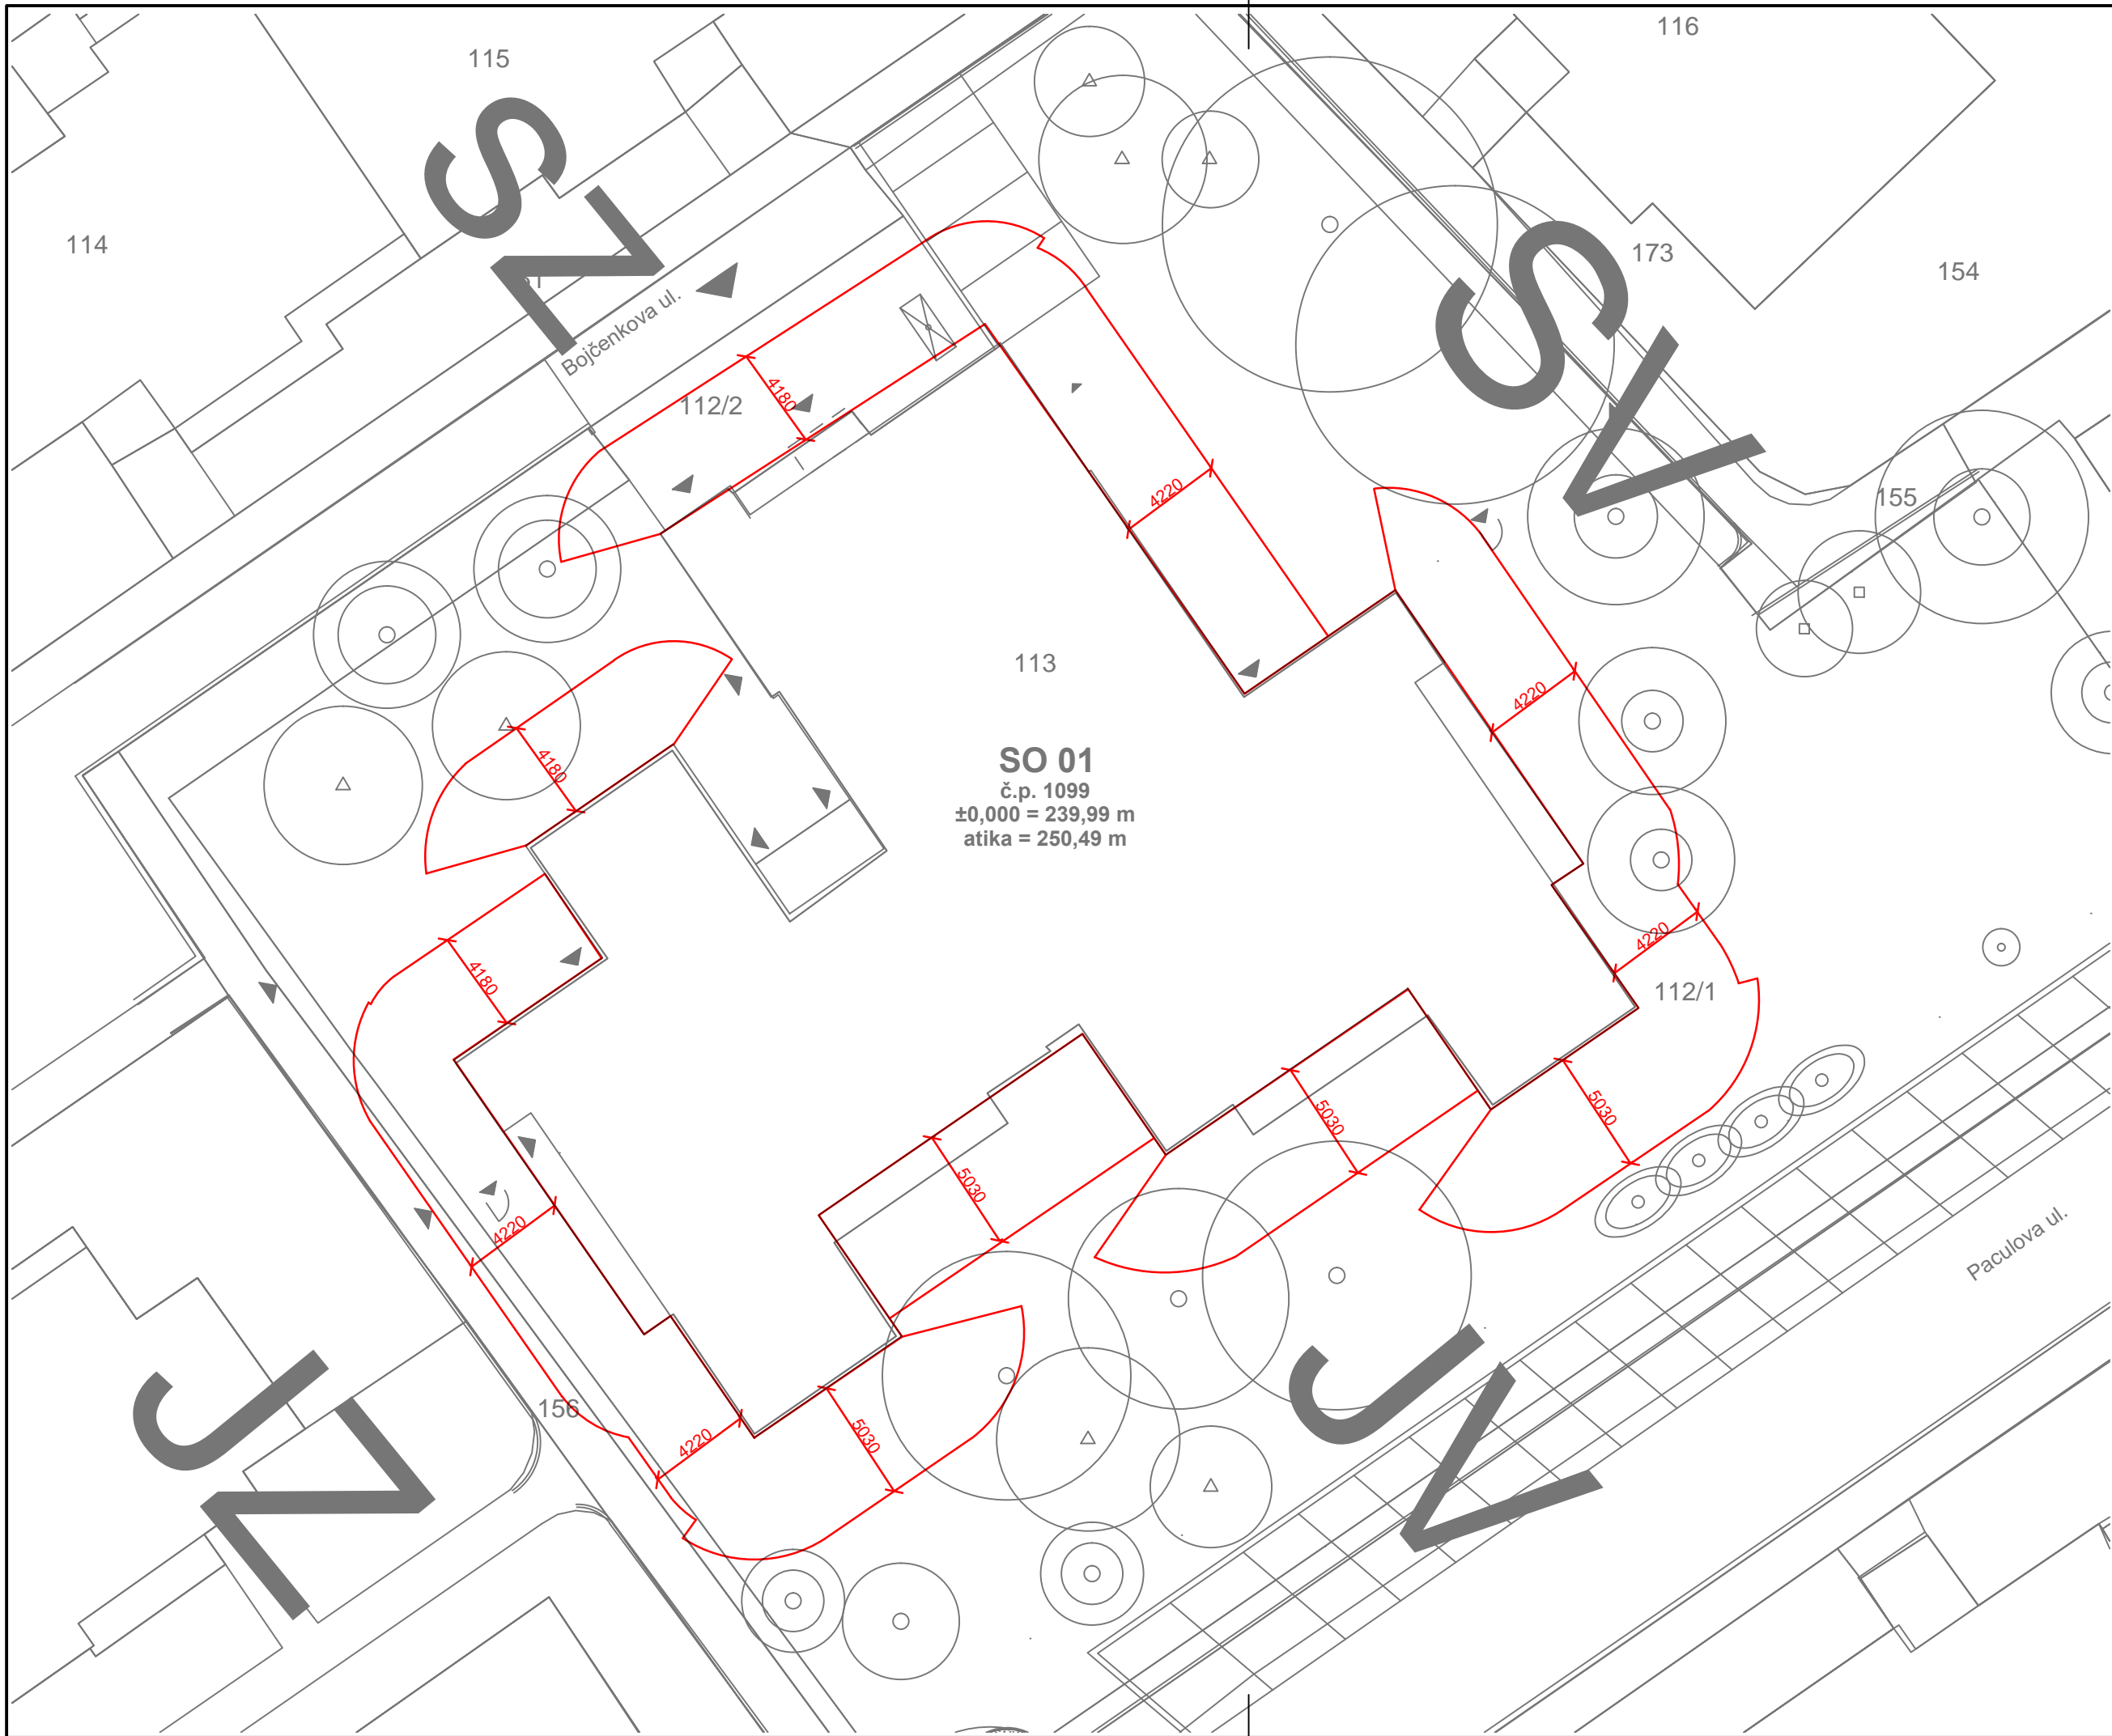 115
116
114
SZ
SV
173
154
Bojčenkova ul.
112/2
4180
4220
155
113
4220
4180
SO 01
č.p. 1099
±0,000 = 239,99 m
atika = 250,49 m
4180
4220
112/1
5030
5030
5030
4220
Paculova ul.
JZ
JV
156
4220
5030